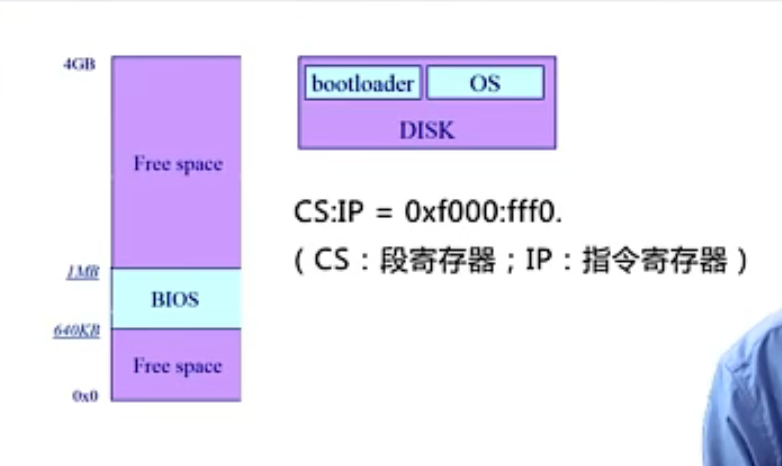 4GB
Free space
1MB
BIOS
640KB
Free space
0x0
bootloader
OS
DISK
CS:IP = 0xf000:fff0.
( CS：段寄存器；IP：指令寄存器 )